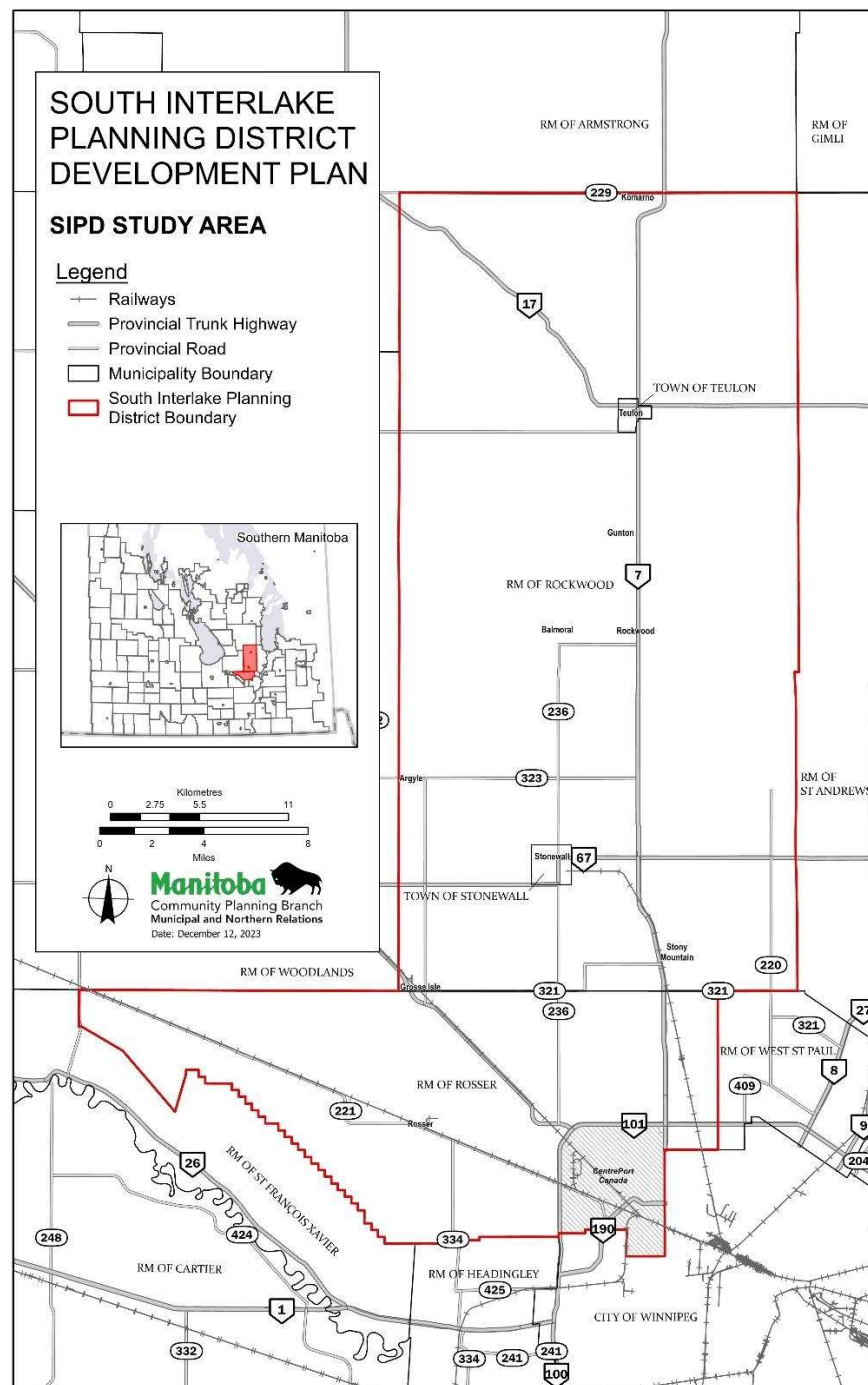 SOUTH INTERLAKE
PLANNING DISTRICT
DEVELOPMENT PLAN
SIPD STUDY AREA
Legend
Railways
Provincial Trunk Highway
Provincial Road
Municipality Boundary
South Interlake Planning
District Boundary
Southern Manitoba
Kilometres
0 2.75 5.5 11
0 2 4 8
Miles
N
Manitoba
Community Planning Branch
Municipal and Northern Relations
Date: December 12, 2023
RM OF ARMSTRONG
RM OF
GIMLI
229
Komarno
17
TOWN OF TEULON
Teulon
Gunton
7
RM OF ROCKWOOD
Balmoral
Rockwood
236
Argyle
323
RM OF
ST ANDREWS
Stonewall
67
TOWN OF STONEWALL
Stony
Mountain
220
RM OF WOODLANDS
Grosse Isle
321
321
236
27
321
RM OF WEST ST PAUL
8
RM OF ROSSER
409
221
Rosser
101
9
204
CentrePort
Canada
26
RM OF ST FRANÇOIS XAVIER
190
248
424
334
RM OF CARTIER
RM OF HEADINGLEY
425
1
CITY OF WINNIPEG
332
334
241
241
100